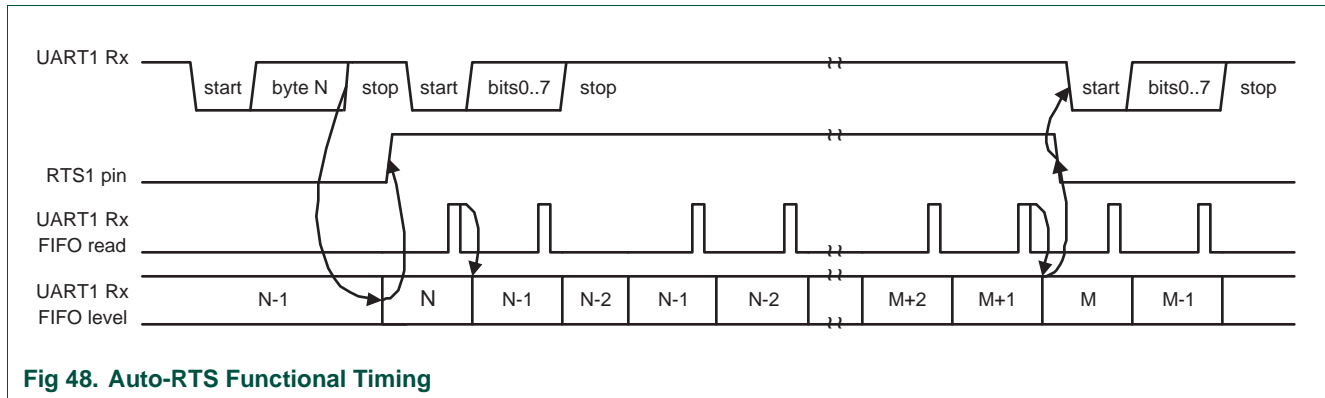 UART1 Rx
start byte N stop start bits0..7 stop start bits0..7 stop
RTS1 pin
UART1 Rx
FIFO read
UART1 Rx
FIFO level
N-1 N N-1 N-2 N-1 N-2 M+2 M+1 M M-1
Fig 48. Auto-RTS Functional Timing